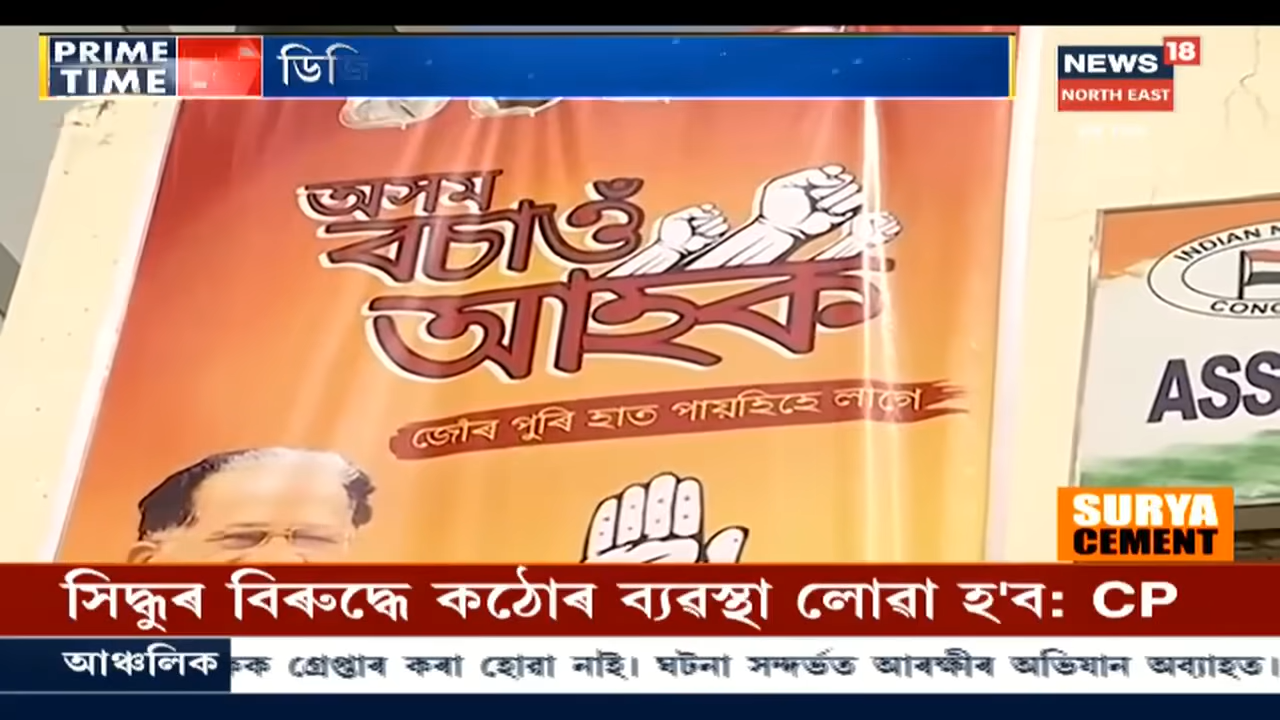 PRIME
TIME
ডিজি
NEWS 18
NORTH EAST
অসম
বচাওঁ
আহক
জোৰ পুৰি হাত পায়হিহে লাগে
INDIAN
ASS
SURYA
CEMENT
সিদ্ধুৰ বিৰুদ্ধে কঠোৰ ব্যৱস্থা লোৱা হ'ব: CP
আঞ্চলিক
গ্ৰেপ্তাৰ কৰা হোৱা নাই। ঘটনা সন্দৰ্ভত আৰক্ষীৰ অভিযান অব্যাহত।